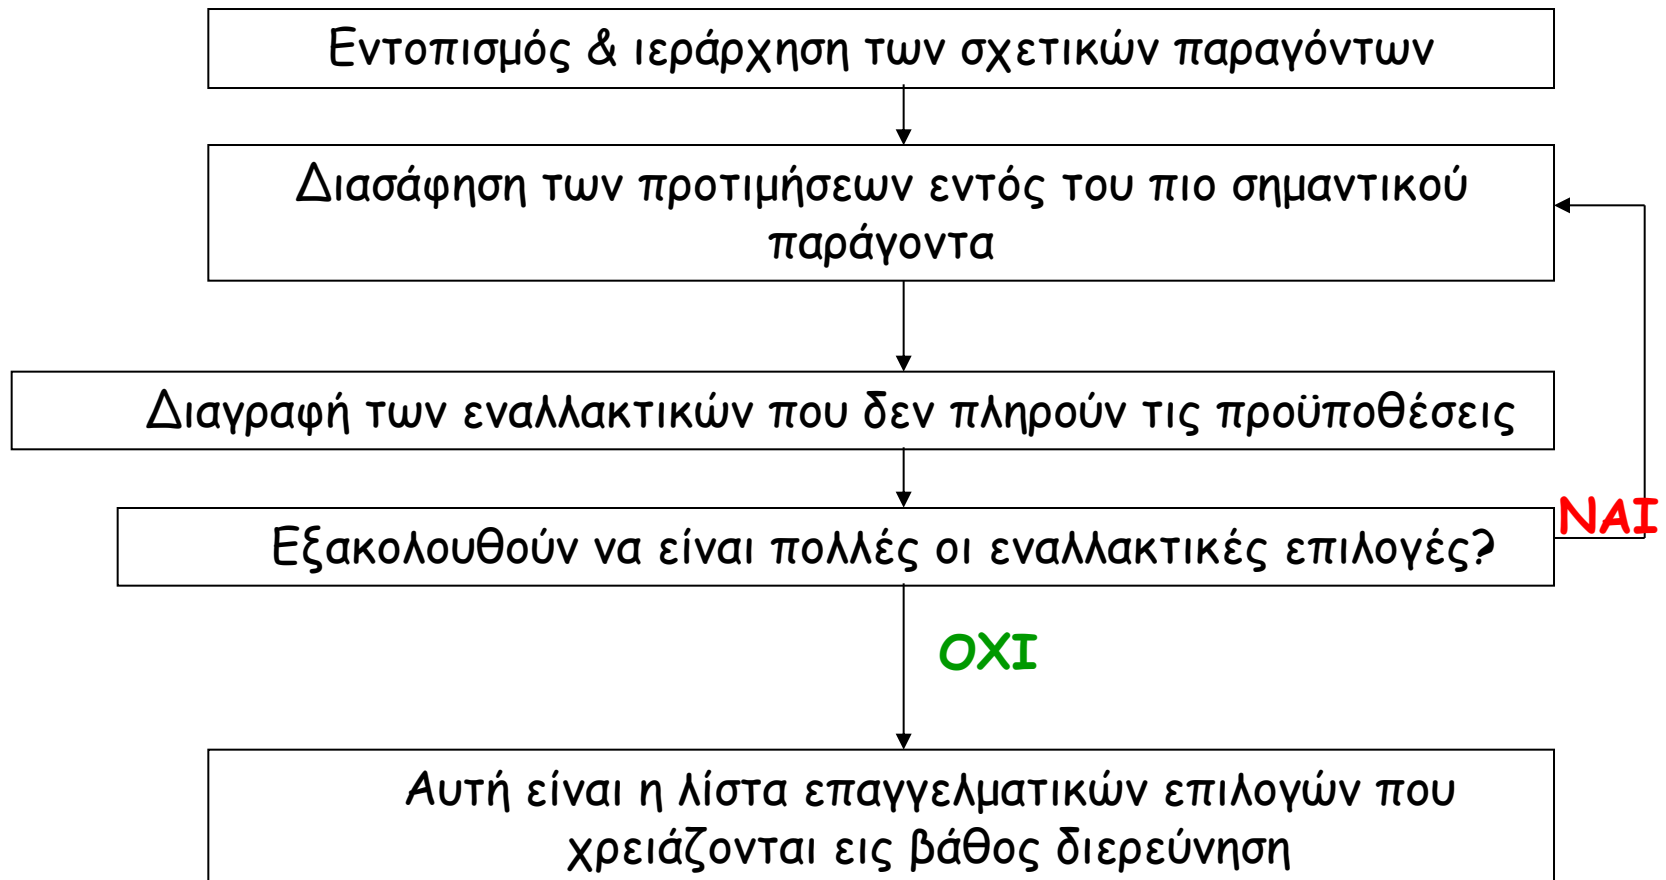 Εντοπισμός & ιεράρχηση των σχετικών παραγόντων
Διασάφηση των προτιμήσεων εντός του πιο σημαντικού
παράγοντα
Διαγραφή των εναλλακτικών που δεν πληρούν τις προϋποθέσεις
ΝΑΙ
Εξακολουθούν να είναι πολλές οι εναλλακτικές επιλογές?
ΟΧΙ
Αυτή είναι η λίστα επαγγελματικών επιλογών που
χρειάζονται εις βάθος διερεύνηση